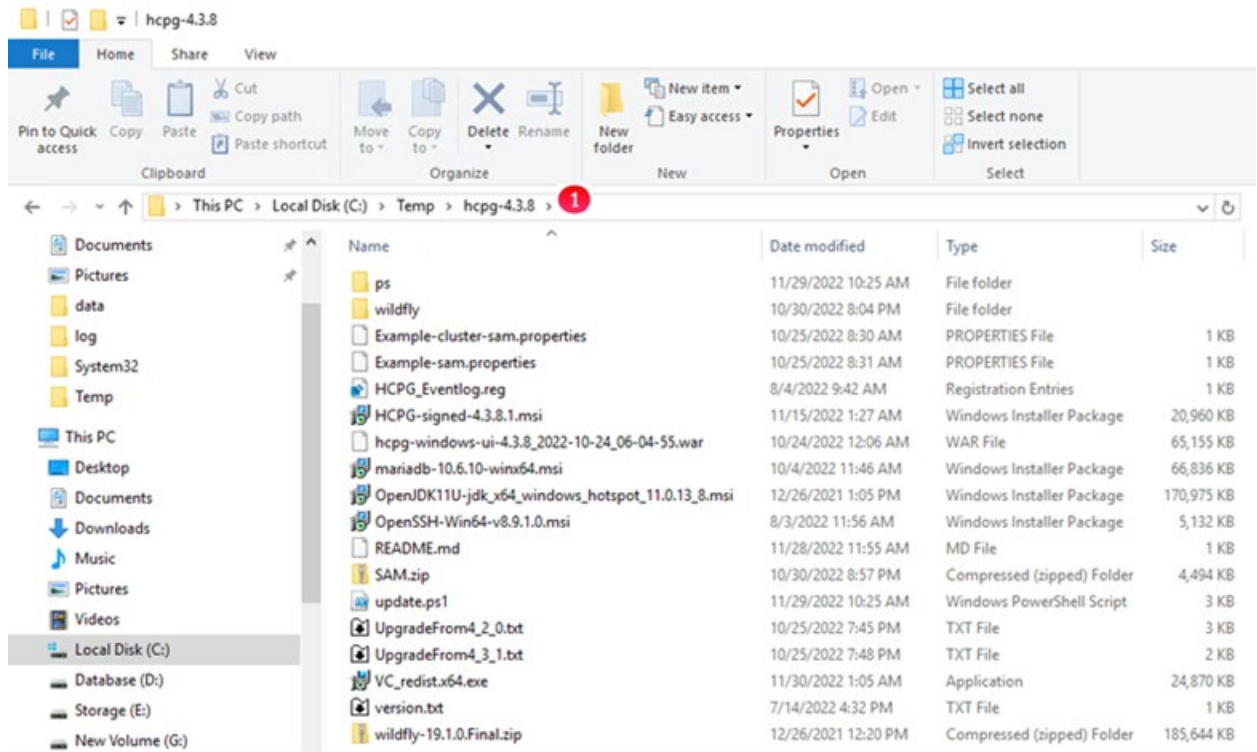 hcpg-4.3.8
File Home Share View
Pin to Quick access
Copy
Paste
Cut
Copy path
Paste shortcut
Move to
Copy to
Delete
Rename
New folder
New item
Easy access
Properties
Open
Edit
Select all
Select none
Invert selection
Clipboard Organize New Open Select
This PC > Local Disk (C:) > Temp > hcpg-4.3.8 > 1
Documents
Pictures
data
log
System32
Temp
This PC
Desktop
Documents
Downloads
Music
Pictures
Videos
Local Disk (C:)
Database (D:)
Storage (E:)
New Volume (G:)
Name Date modified Type Size
ps 11/29/2022 10:25 AM File folder
wildfly 10/30/2022 8:04 PM File folder
Example-cluster-sam.properties 10/25/2022 8:30 AM PROPERTIES File 1 KB
Example-sam.properties 10/25/2022 8:31 AM PROPERTIES File 1 KB
HCPG_Eventlog.reg 8/4/2022 9:42 AM Registration Entries 1 KB
HCPG-signed-4.3.8.1.msi 11/15/2022 1:27 AM Windows Installer Package 20,960 KB
hcpg-windows-ui-4.3.8_2022-10-24_06-04-55.war 10/24/2022 12:06 AM WAR File 65,155 KB
mariadb-10.6.10-winx64.msi 10/4/2022 11:46 AM Windows Installer Package 66,836 KB
OpenJDK11U-jdk_x64_windows_hotspot_11.0.13_8.msi 12/26/2021 1:05 PM Windows Installer Package 170,975 KB
OpenSSH-Win64-v8.9.1.0.msi 8/3/2022 11:56 AM Windows Installer Package 5,132 KB
README.md 11/28/2022 11:55 AM MD File 1 KB
SAM.zip 10/30/2022 8:57 PM Compressed (zipped) Folder 4,494 KB
update.ps1 11/29/2022 10:25 AM Windows PowerShell Script 3 KB
UpgradeFrom4_2_0.txt 10/25/2022 7:45 PM TXT File 3 KB
UpgradeFrom4_3_1.txt 10/25/2022 7:48 PM TXT File 2 KB
VC_redist.x64.exe 11/30/2022 1:05 AM Application 24,870 KB
version.txt 7/14/2022 4:32 PM TXT File 1 KB
wildfly-19.1.0.Final.zip 12/26/2021 12:20 PM Compressed (zipped) Folder 185,644 KB